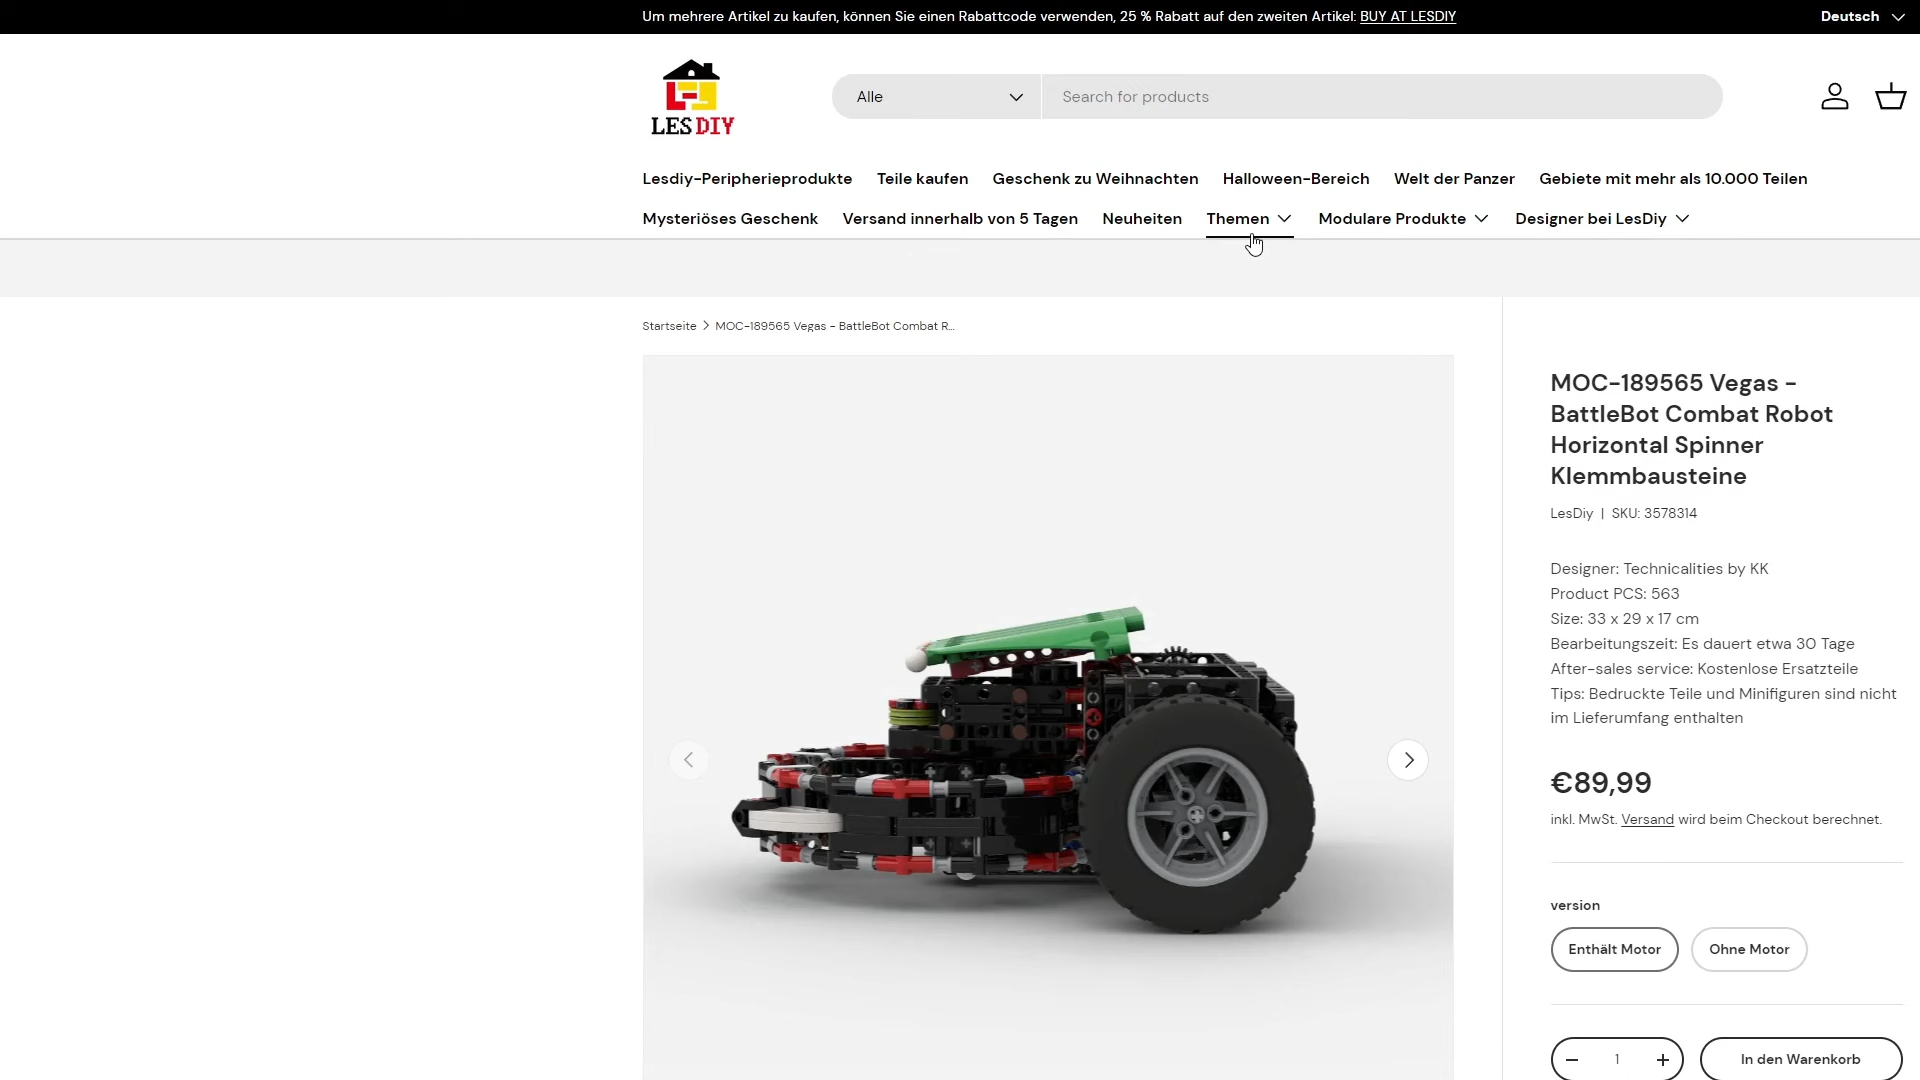 Um mehrere Artikel zu kaufen, können Sie einen Rabattcode verwenden, 25 % Rabatt auf den zweiten Artikel: BUY AT LESDIY
Deutsch
LESDIY
Alle
Search for products
Lesdiy-Peripherieprodukte Teile kaufen Geschenk zu Weihnachten Halloween-Bereich Welt der Panzer Gebiete mit mehr als 10.000 Teilen
Mysteriöses Geschenk Versand innerhalb von 5 Tagen Neuheiten Themen Modulare Produkte Designer bei LesDiy
Startseite > MOC-189565 Vegas - BattleBot Combat R...
MOC-189565 Vegas -
BattleBot Combat Robot
Horizontal Spinner
Klemmbausteine
LesDiy | SKU: 3578314
Designer: Technicalities by KK
Product PCS: 563
Size: 33 x 29 x 17 cm
Bearbeitungszeit: Es dauert etwa 30 Tage
After-sales service: Kostenlose Ersatzteile
Tips: Bedruckte Teile und Minifiguren sind nicht
im Lieferumfang enthalten
€89,99
inkl. MwSt. Versand wird beim Checkout berechnet.
version
Enthält Motor Ohne Motor
− 1 + In den Warenkorb